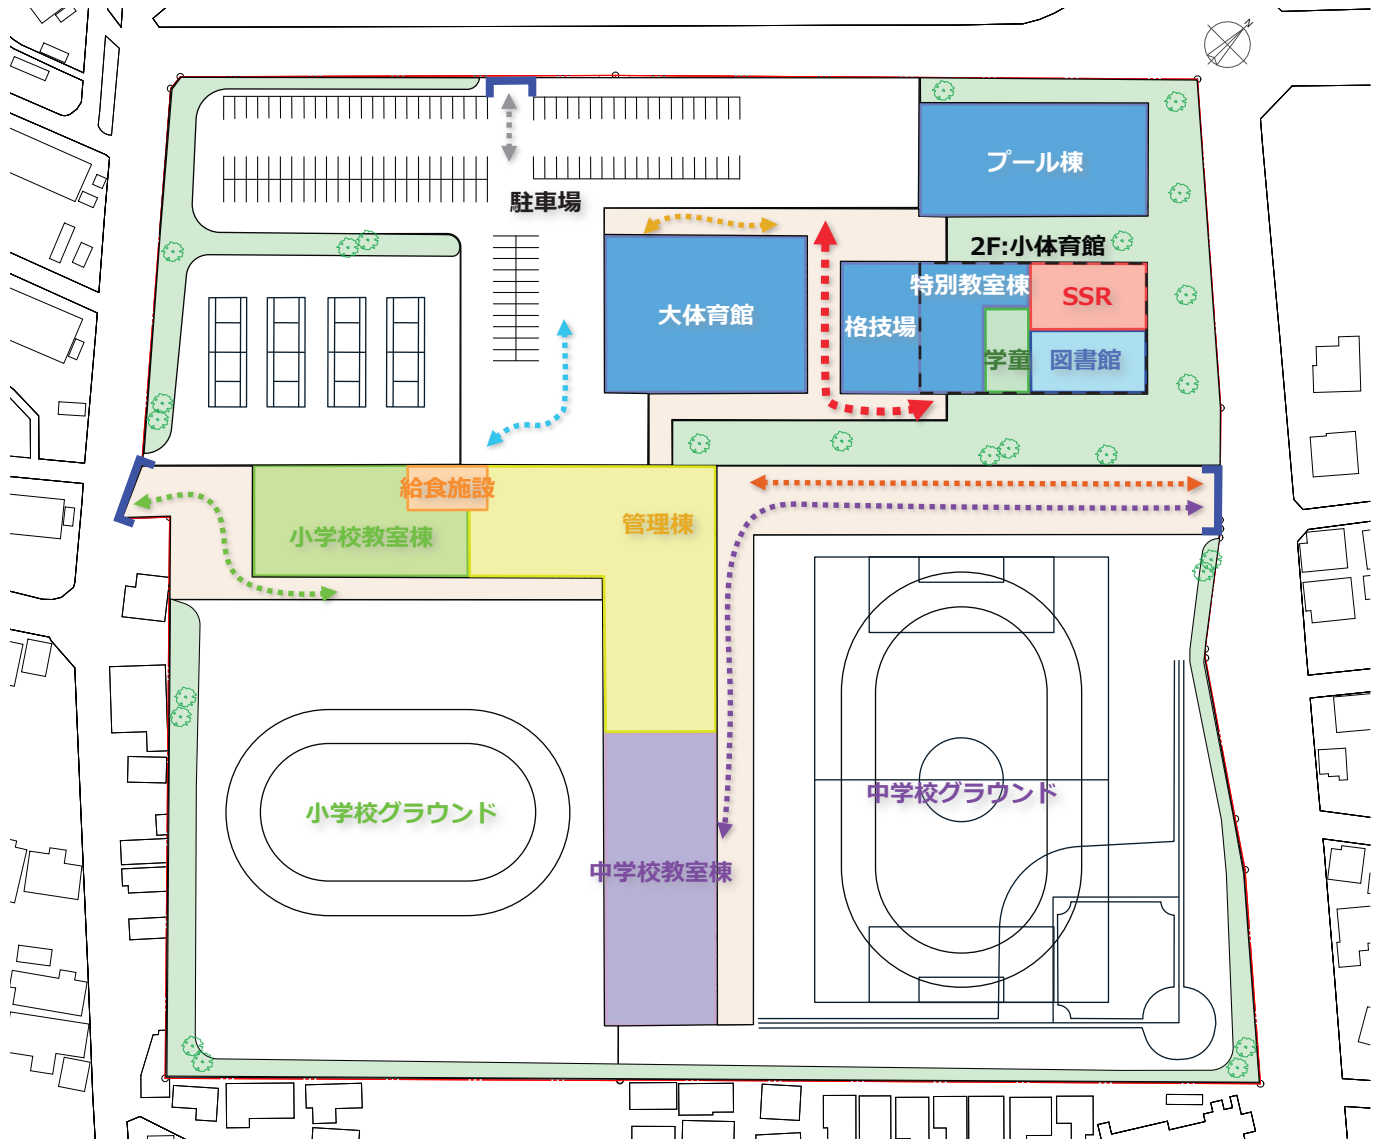 N
プール棟
駐車場
2F:小体育館
特別教室棟
SSR
大体育館
格技場
学童
図書館
給食施設
管理棟
小学校教室棟
中学校グラウンド
小学校グラウンド
中学校教室棟